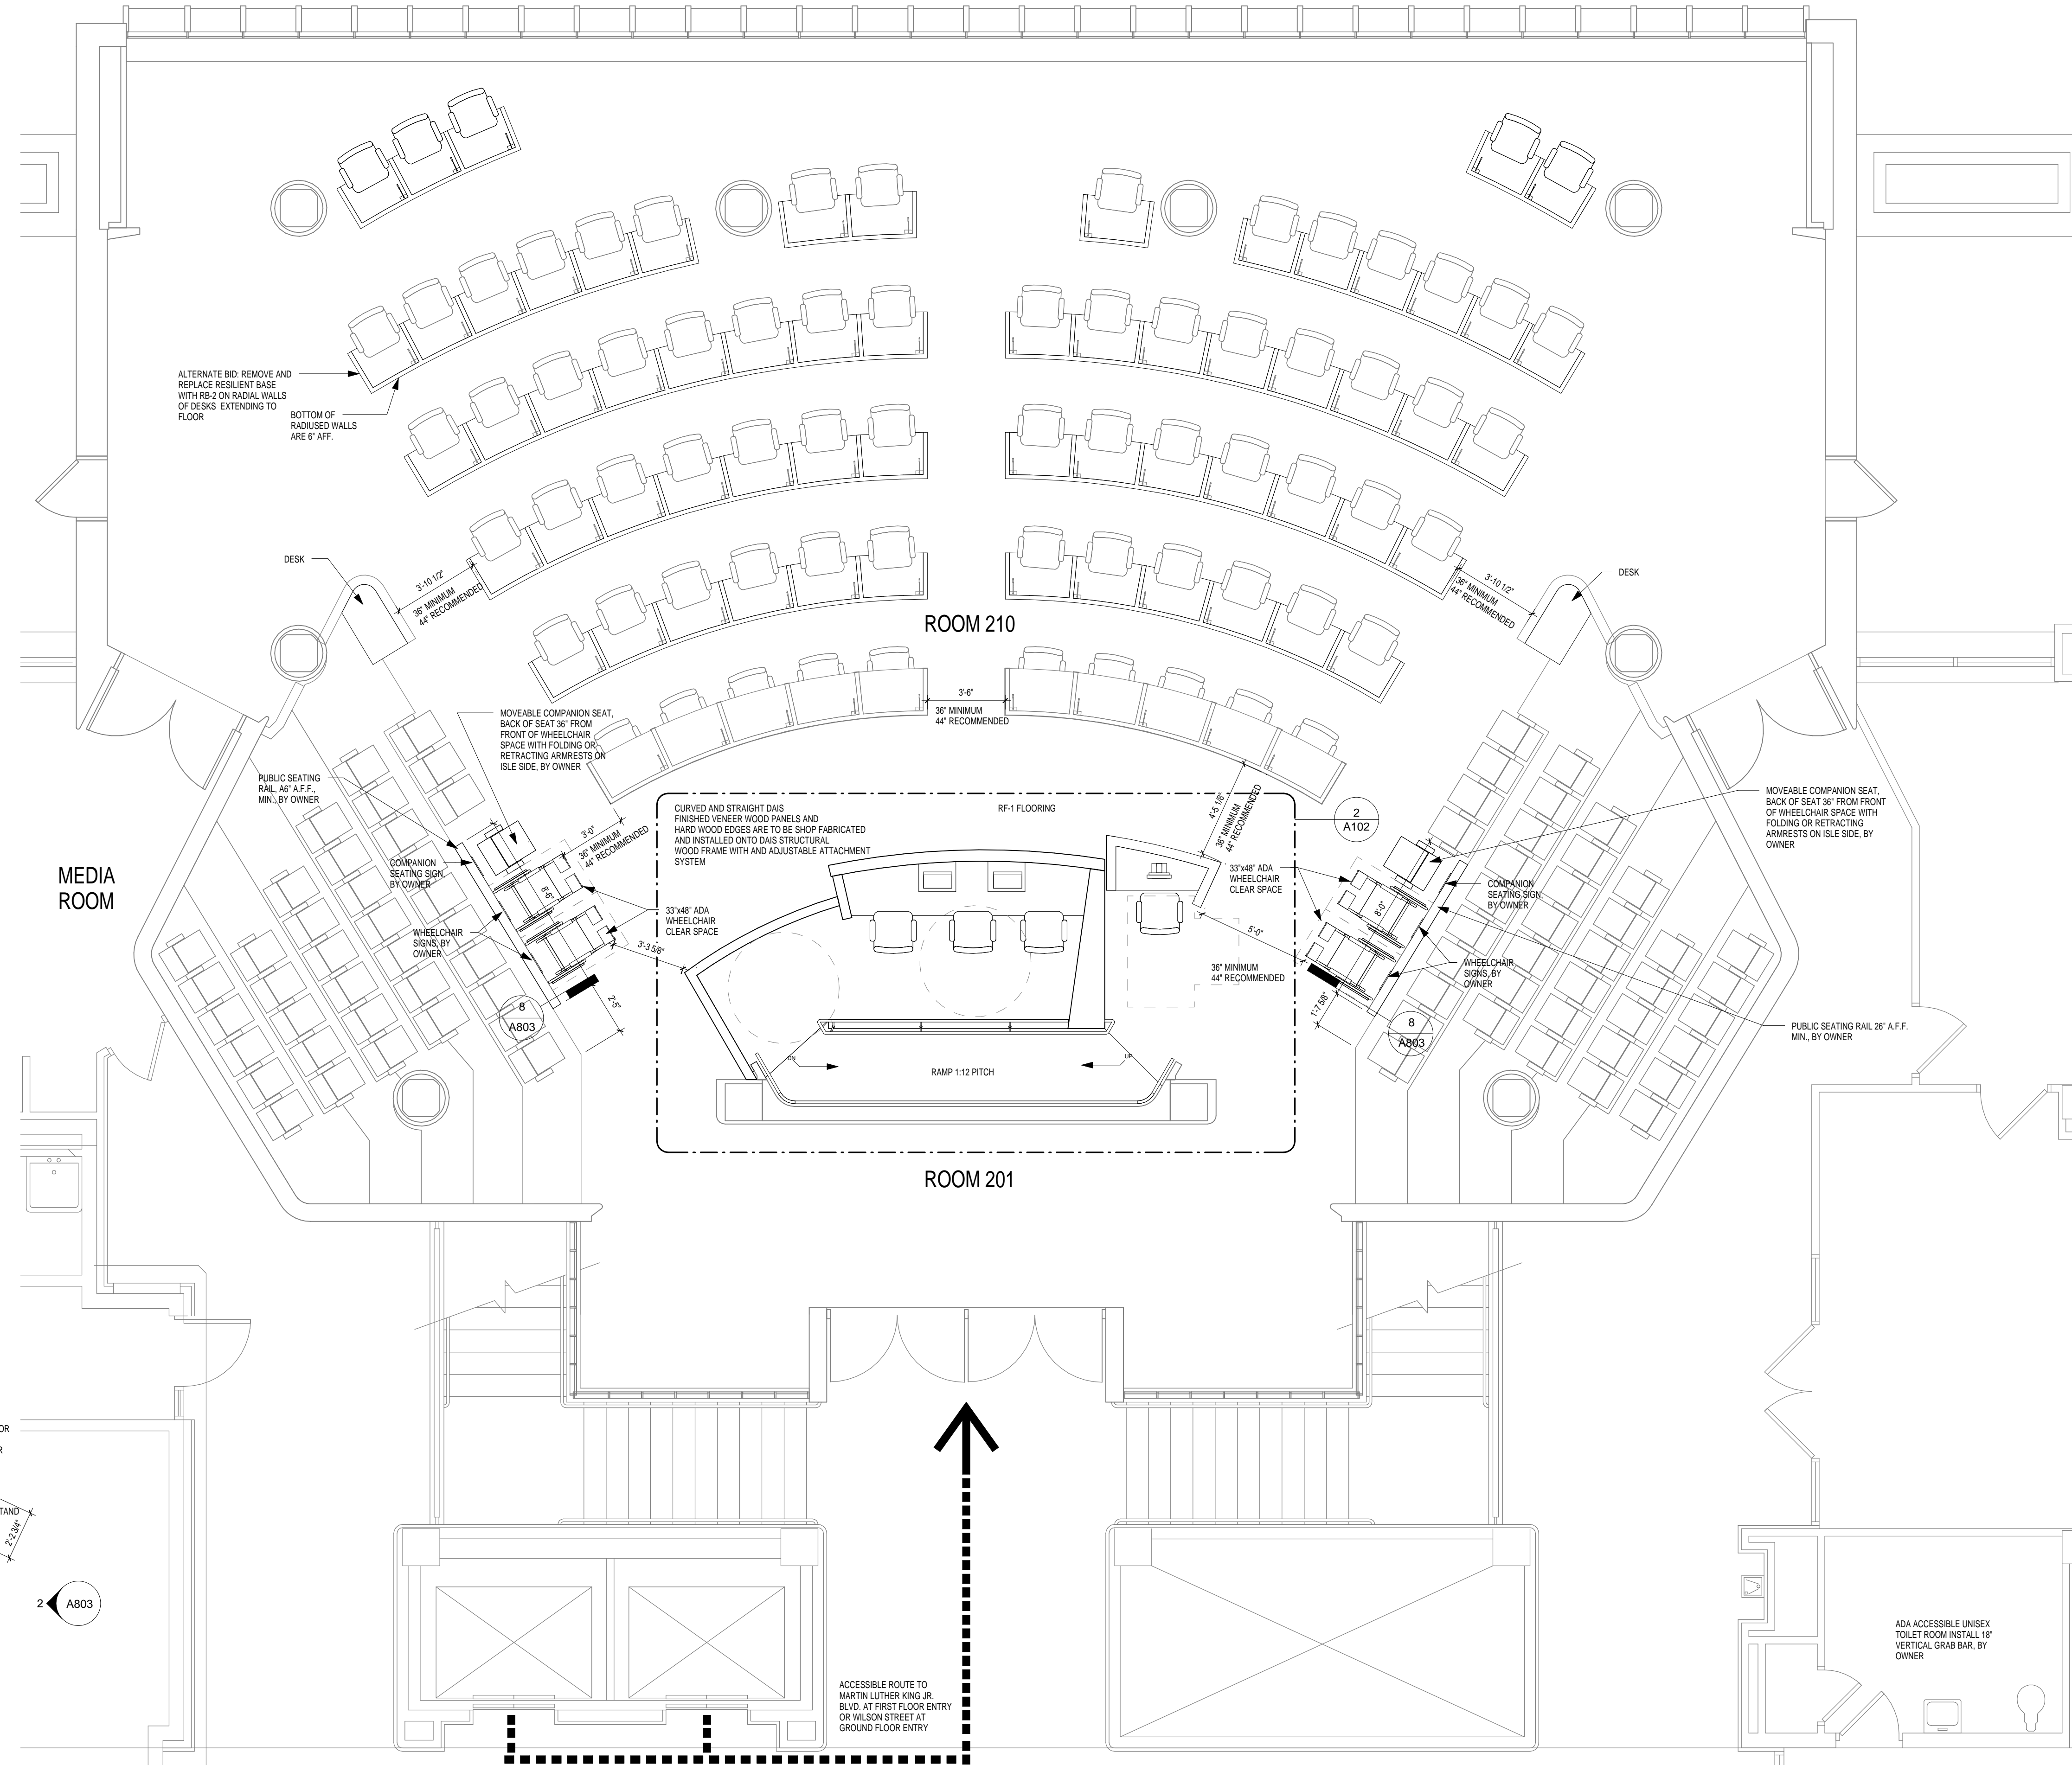 ALTERNATE BID: REMOVE AND
REPLACE RESILIENT BASE
WITH RB-2 ON RADIAL WALLS
OF DESKS EXTENDING TO
FLOOR
BOTTOM OF
RADIUSED WALLS
ARE 6" AFF.
DESK
3'-10 1/2"
36" MINIMUM
44" RECOMMENDED
ROOM 210
3'-10 1/2"
36" MINIMUM
44" RECOMMENDED
DESK
3'-6"
36" MINIMUM
44" RECOMMENDED
MOVEABLE COMPANION SEAT,
BACK OF SEAT 36" FROM
FRONT OF WHEELCHAIR
SPACE WITH FOLDING OR
RETRACTING ARMRESTS ON
ISLE SIDE, BY OWNER
PUBLIC SEATING
RAIL, A6" A.F.F.,
MIN., BY OWNER
MEDIA
ROOM
COMPANION
SEATING SIGN,
BY OWNER
WHEELCHAIR
SIGNS, BY
OWNER
3'-0"
36" MINIMUM
44" RECOMMENDED
8'-6"
33"x48" ADA
WHEELCHAIR
CLEAR SPACE
3'-3 5/8"
2'-5"
8
A803
CURVED AND STRAIGHT DAIS
FINISHED VENEER WOOD PANELS AND
HARD WOOD EDGES ARE TO BE SHOP FABRICATED
AND INSTALLED ONTO DAIS STRUCTURAL
WOOD FRAME WITH AND ADJUSTABLE ATTACHMENT
SYSTEM
RF-1 FLOORING
4'-5 1/8"
36" MINIMUM
44" RECOMMENDED
2
A102
33"x48" ADA
WHEELCHAIR
CLEAR SPACE
8'-0"
5'-0"
36" MINIMUM
44" RECOMMENDED
1'-7 5/8"
8
A803
COMPANION
SEATING SIGN,
BY OWNER
WHEELCHAIR
SIGNS, BY
OWNER
MOVEABLE COMPANION SEAT,
BACK OF SEAT 36" FROM FRONT
OF WHEELCHAIR SPACE WITH
FOLDING OR RETRACTING
ARMRESTS ON ISLE SIDE, BY
OWNER
PUBLIC SEATING RAIL 26" A.F.F.
MIN., BY OWNER
DN
UP
RAMP 1:12 PITCH
ROOM 201
OR
R
TAND
2'-2 3/4"
2
A803
ACCESSIBLE ROUTE TO
MARTIN LUTHER KING JR.
BLVD. AT FIRST FLOOR ENTRY
OR WILSON STREET AT
GROUND FLOOR ENTRY
ADA ACCESSIBLE UNISEX
TOILET ROOM INSTALL 18"
VERTICAL GRAB BAR, BY
OWNER